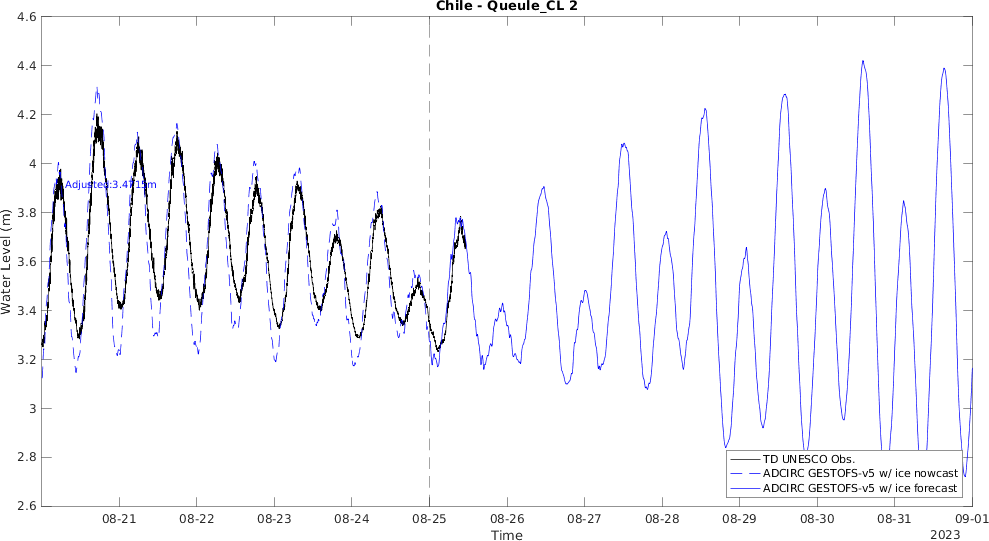 Chile - Queule_CL 2
4.6
4.4
4.2
4
3.8
3.6
3.4
3.2
3
2.8
2.6
Water Level (m)
Adjusted:3.4715m
TD UNESCO Obs.
ADCIRC GESTOFS-v5 w/ ice nowcast
ADCIRC GESTOFS-v5 w/ ice forecast
08-21 08-22 08-23 08-24 08-25 08-26 08-27 08-28 08-29 08-30 08-31 09-01
Time
2023